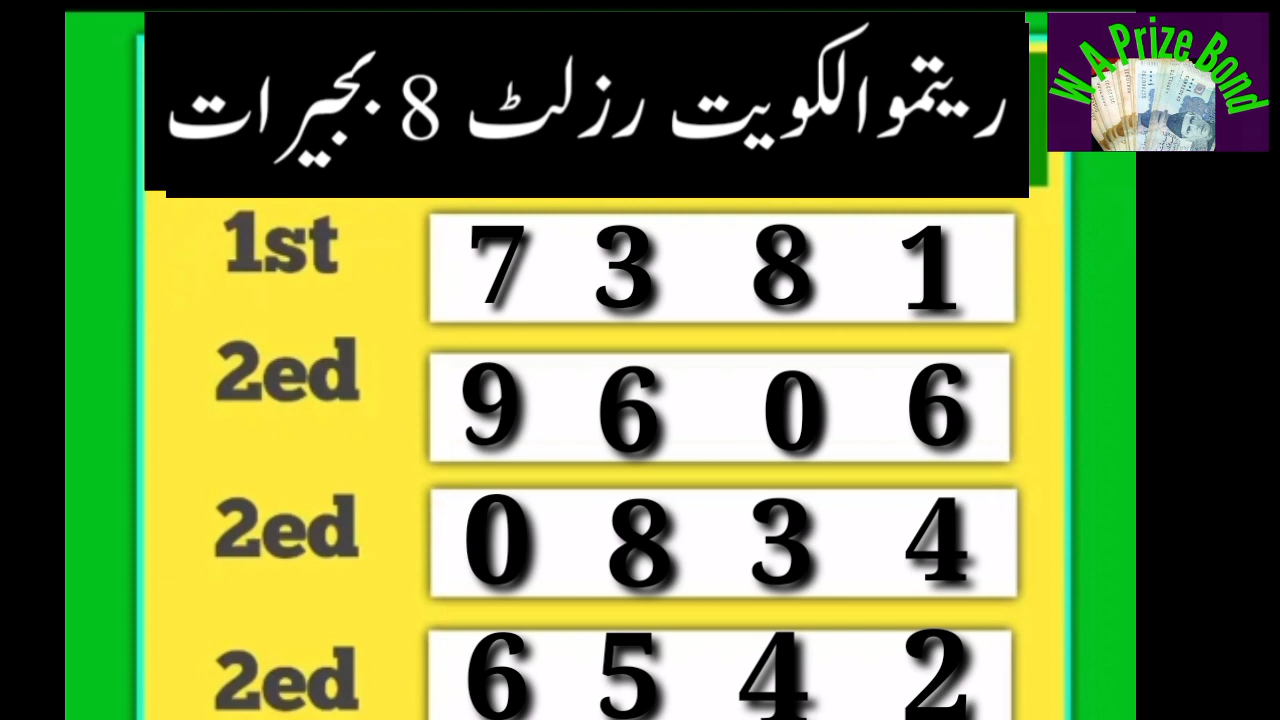 ریتموالکویت رزلٹ 8 بجیرات
W A Prize Bond
1st 7 3 8 1
2ed 9 6 0 6
2ed 0 8 3 4
2ed 6 5 4 2